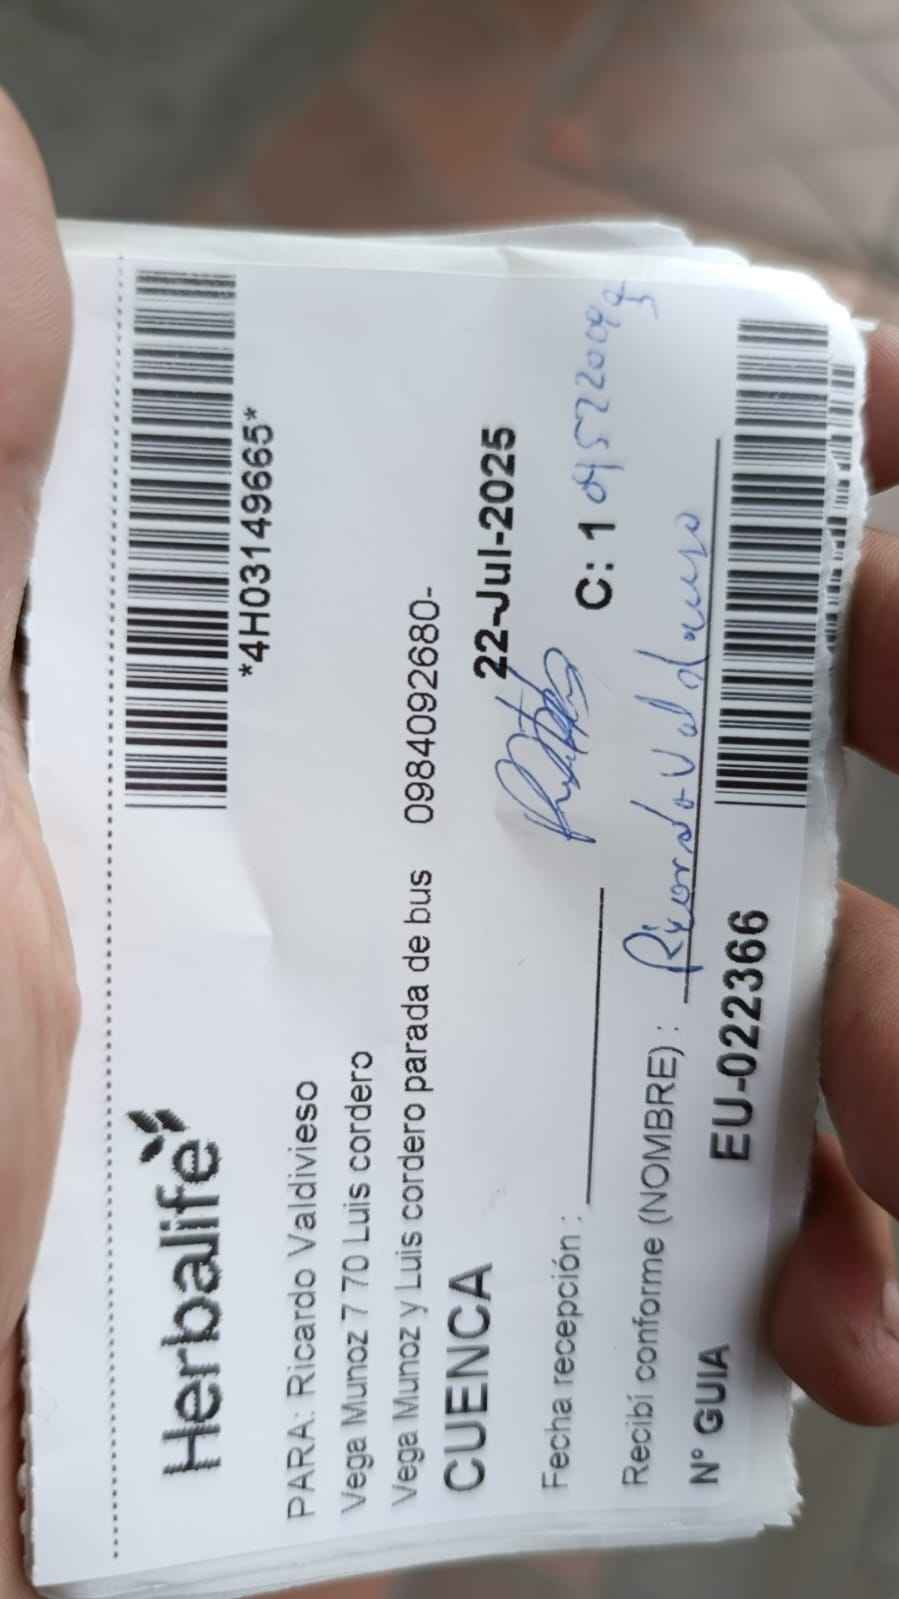 Herbalife
*4H03149665*
PARA: Ricardo Valdivieso
Vega Munoz 7 70 Luis cordero
Vega Munoz y Luis cordero parada de bus 0984092680-
CUENCA 22-Jul-2025
Fecha recepción : C: 1
Recibí conforme (NOMBRE) : Ricardo
Nº GUIA EU-022366